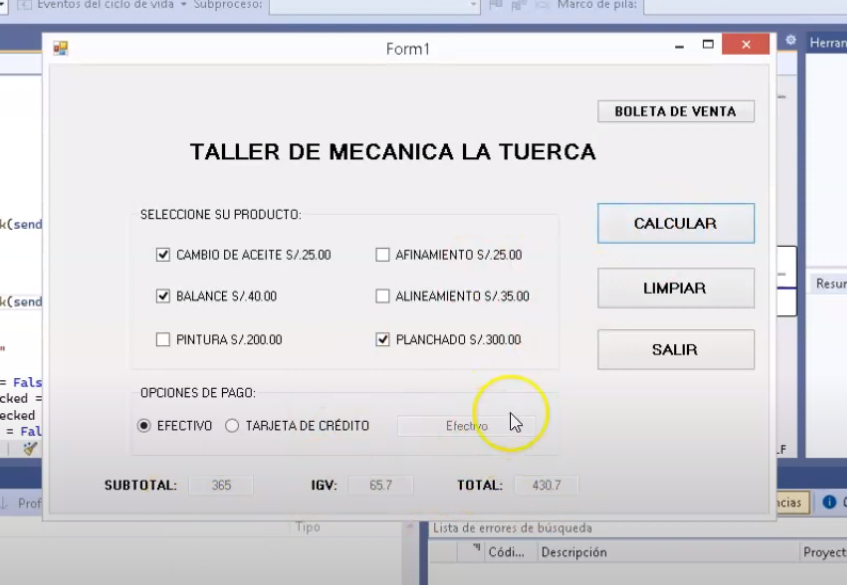 Eventos del ciclo de vida Subproceso: Marco de pila:
Form1
BOLETA DE VENTA
TALLER DE MECANICA LA TUERCA
SELECCIONE SU PRODUCTO:
CAMBIO DE ACEITE S/.25.00 AFINAMIENTO S/.25.00
BALANCE S/.40.00 ALINEAMIENTO S/.35.00
PINTURA S/.200.00 PLANCHADO S/.300.00
CALCULAR
LIMPIAR
SALIR
OPCIONES DE PAGO:
EFECTIVO TARJETA DE CRÉDITO Efectivo
SUBTOTAL: 365 IGV: 65.7 TOTAL: 430.7
k(send
k(send
"
= Fals
cked =
ecked
= Fal
Herran
Resur
Prof
Tipo
ncias
Lista de errores de búsqueda
Códi... Descripción Proyect